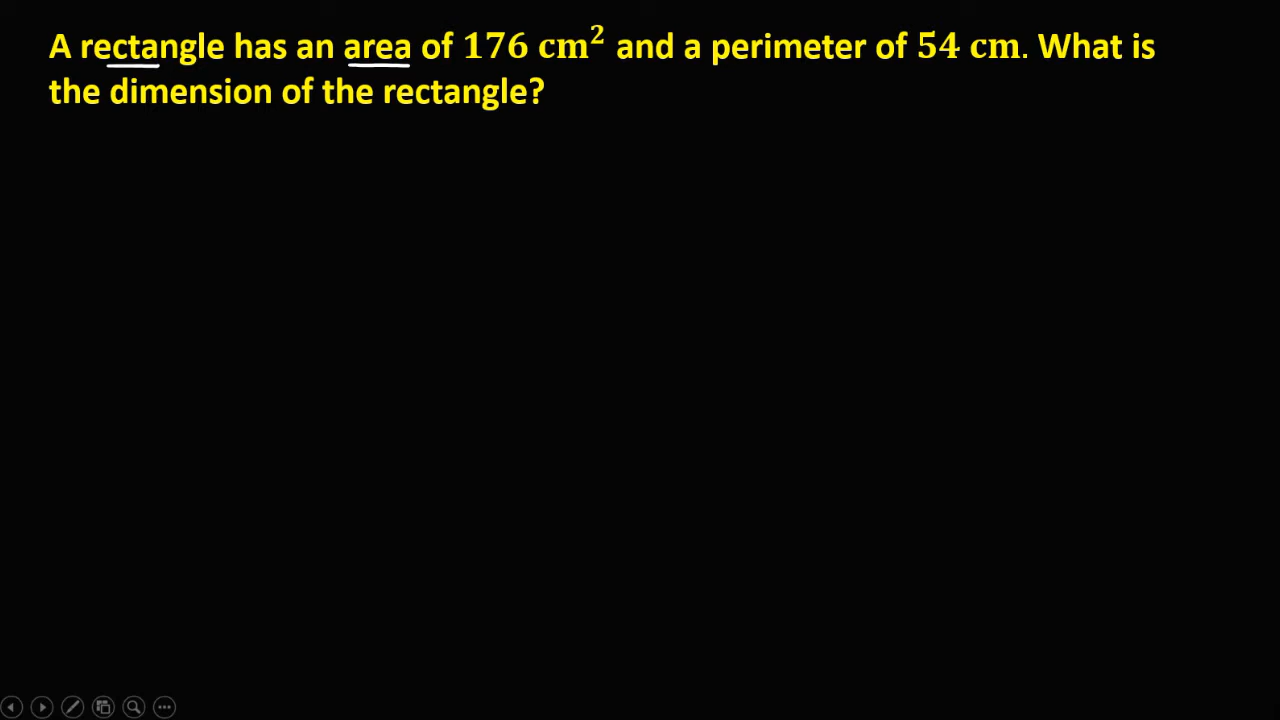 A rectangle has an area of 176 cm² and a perimeter of 54 cm. What is
the dimension of the rectangle?